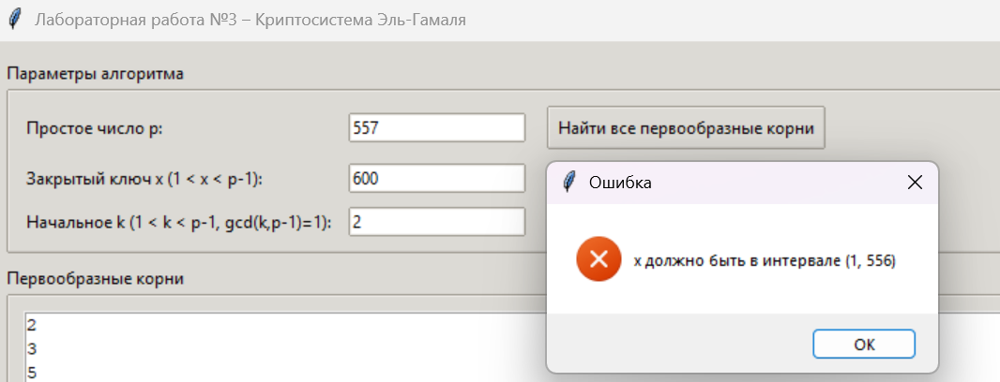 Лабораторная работа №3 – Криптосистема Эль-Гамаля
Параметры алгоритма
Простое число p:
557
Найти все первообразные корни
Закрытый ключ x (1 < x < p-1):
600
Начальное k (1 < k < p-1, gcd(k,p-1)=1):
2
Ошибка
x должно быть в интервале (1, 556)
OK
Первообразные корни
2
3
5